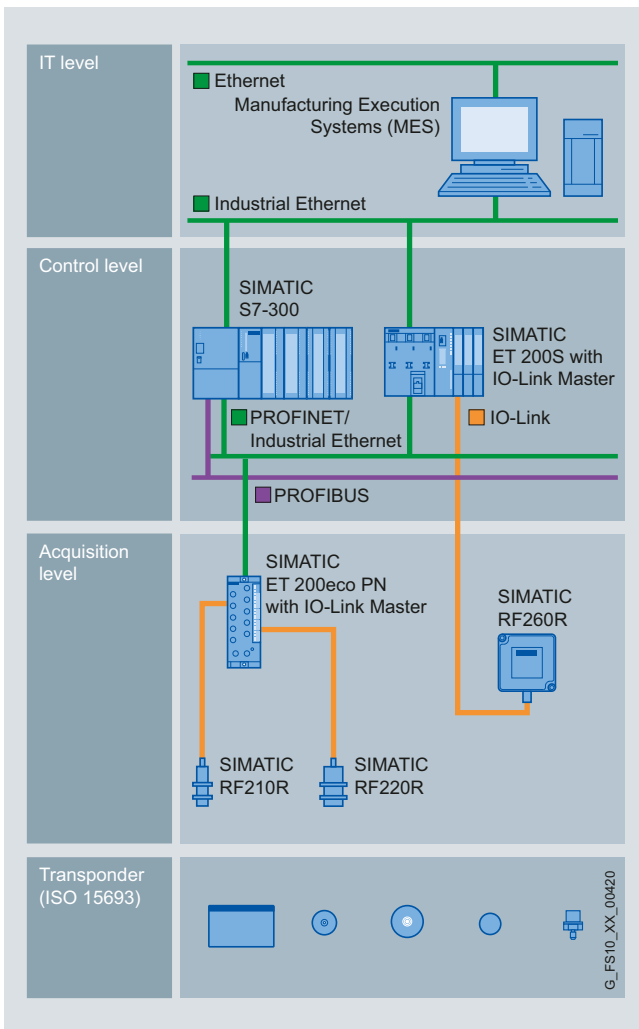 IT level
Ethernet
Manufacturing Execution
Systems (MES)
Industrial Ethernet
Control level
SIMATIC
S7-300
SIMATIC
ET 200S with
IO-Link Master
PROFINET/
Industrial Ethernet
IO-Link
PROFIBUS
Acquisition
level
SIMATIC
ET 200eco PN
with IO-Link Master
SIMATIC
RF260R
SIMATIC
RF210R
SIMATIC
RF220R
Transponder
(ISO 15693)
G_FS10_XX_00420